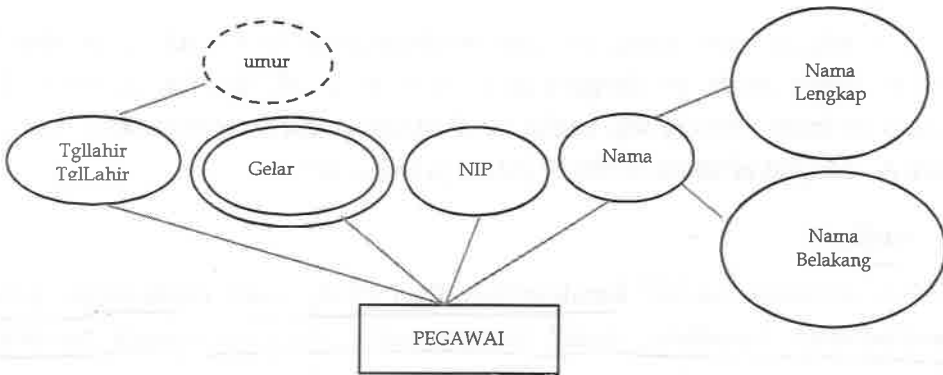 umur
Tgllahir
TglLahir
Gelar
NIP
Nama
Nama
Lengkap
Nama
Belakang
PEGAWAI